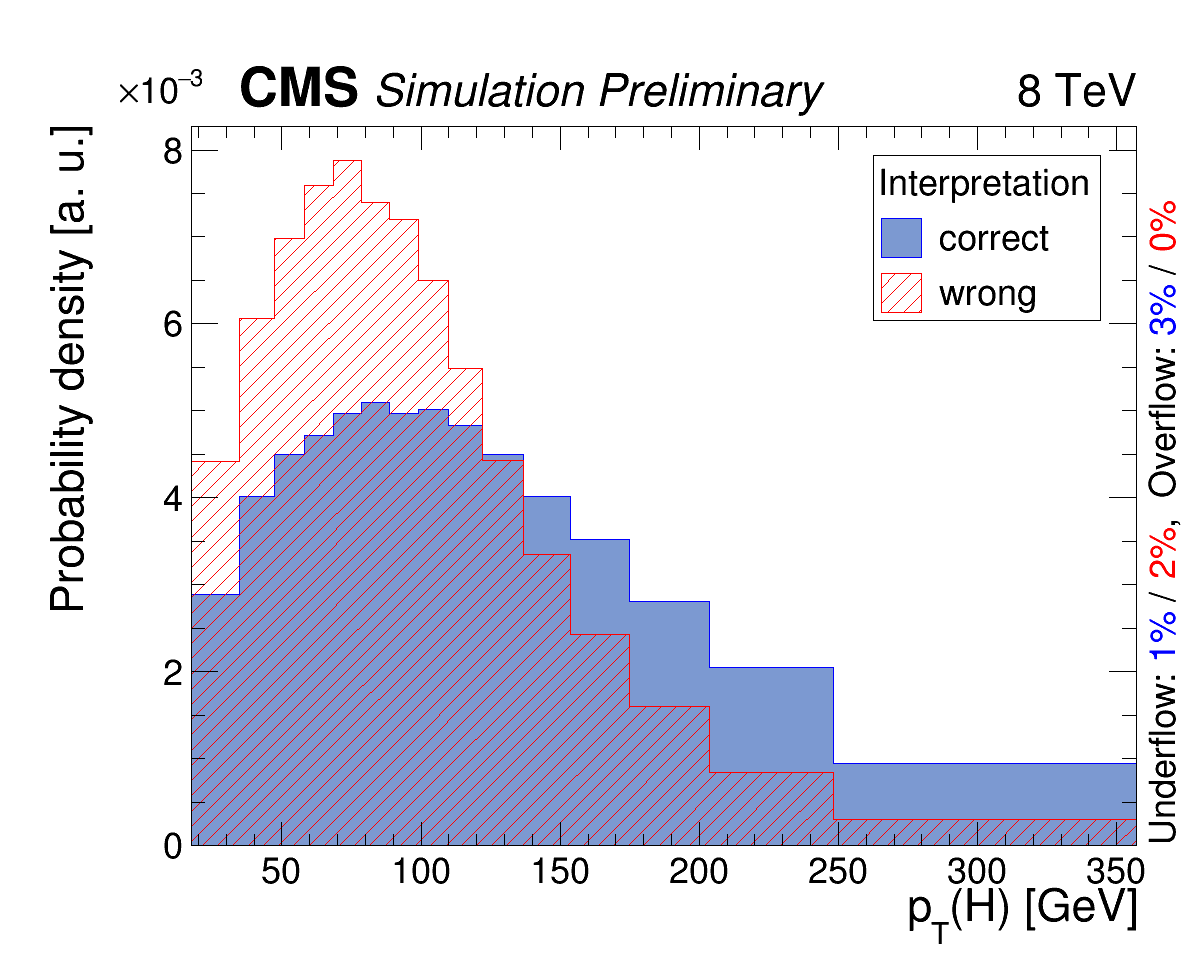 ×10⁻³ CMS Simulation Preliminary 8 TeV
Probability density [a. u.]
8
6
4
2
0
Interpretation
correct
wrong
50 100 150 200 250 300 350
p_T(H) [GeV]
Underflow: 1% / 2%, Overflow: 3% / 0%